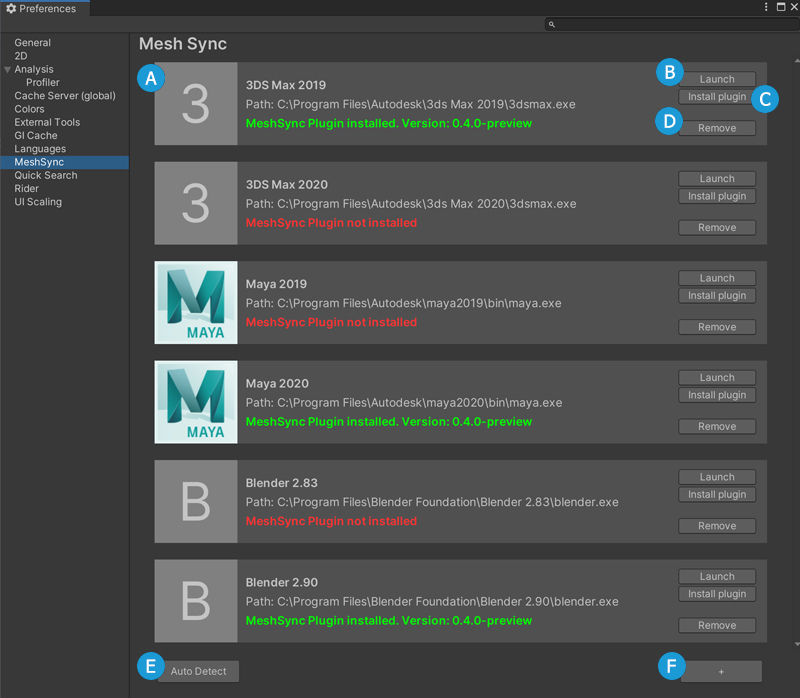 Preferences
General
2D
Analysis
Profiler
Cache Server (global)
Colors
External Tools
GI Cache
Languages
MeshSync
Quick Search
Rider
UI Scaling
Mesh Sync
A
3
3DS Max 2019
Path: C:\Program Files\Autodesk\3ds Max 2019\3dsmax.exe
MeshSync Plugin installed. Version: 0.4.0-preview
B
Launch
Install plugin
C
D
Remove
3
3DS Max 2020
Path: C:\Program Files\Autodesk\3ds Max 2020\3dsmax.exe
MeshSync Plugin not installed
Launch
Install plugin
Remove
M
MAYA
Maya 2019
Path: C:\Program Files\Autodesk\maya2019\bin\maya.exe
MeshSync Plugin not installed
Launch
Install plugin
Remove
M
MAYA
Maya 2020
Path: C:\Program Files\Autodesk\maya2020\bin\maya.exe
MeshSync Plugin installed. Version: 0.4.0-preview
Launch
Install plugin
Remove
B
Blender 2.83
Path: C:\Program Files\Blender Foundation\Blender 2.83\blender.exe
MeshSync Plugin not installed
Launch
Install plugin
Remove
B
Blender 2.90
Path: C:\Program Files\Blender Foundation\Blender 2.90\blender.exe
MeshSync Plugin installed. Version: 0.4.0-preview
Launch
Install plugin
Remove
E
Auto Detect
F
+